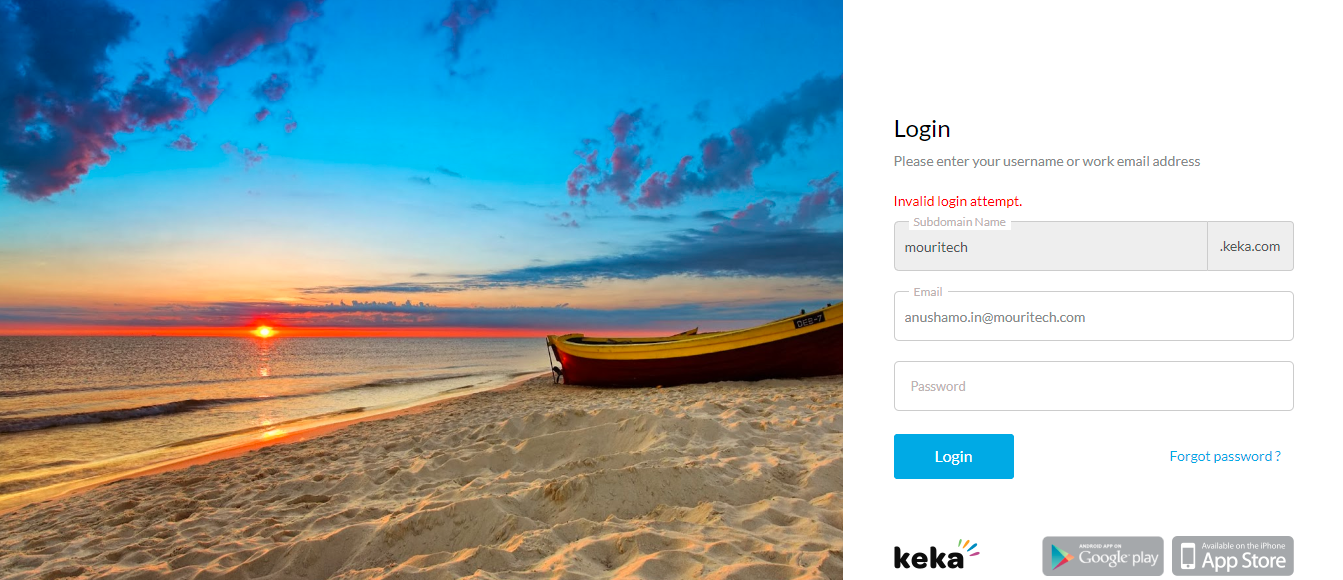 Login
Please enter your username or work email address
Invalid login attempt.
Subdomain Name
mouritech
.keka.com
Email
anushamo.in@mouritech.com
Password
Login
Forgot password ?
DES-7
keka
ANDROID APP ON
Google play
Available on the iPhone
App Store